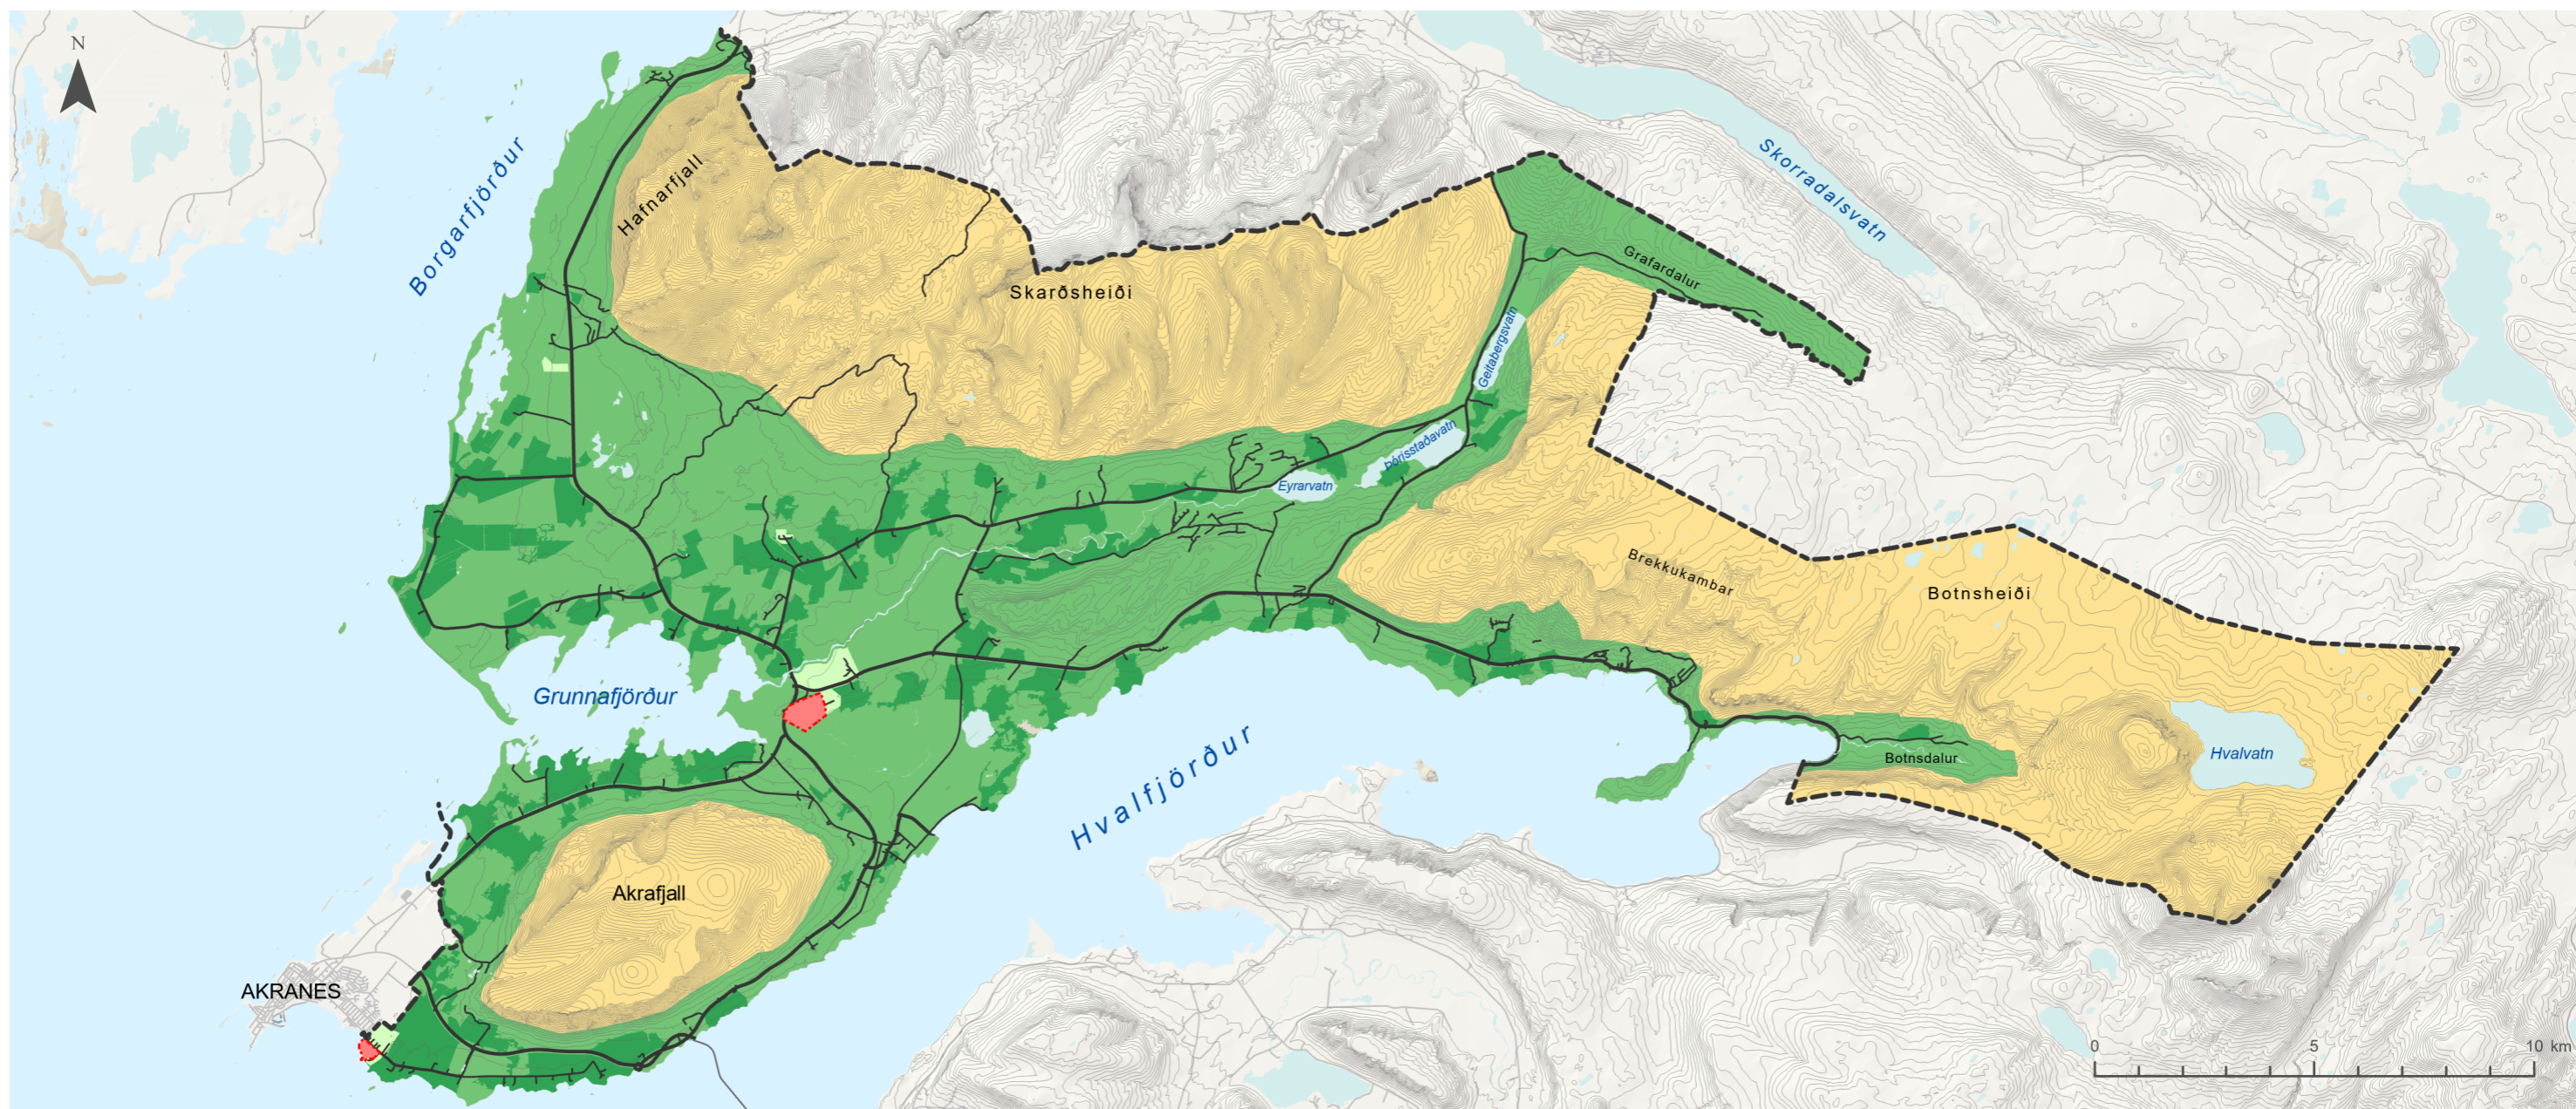 N
Borgarfjörður
Hafnarfjall
Skarðsheiði
Skorradalsvatn
Grafardalur
Geitabergsvatn
Þórisstaðavatn
Eyrarvatn
Brekkukambar
Botnsheiði
Grunnafjörður
Hvalfjörður
Botnsdalur
Hvalvatn
Akrafjall
AKRANES
0 5 10 km